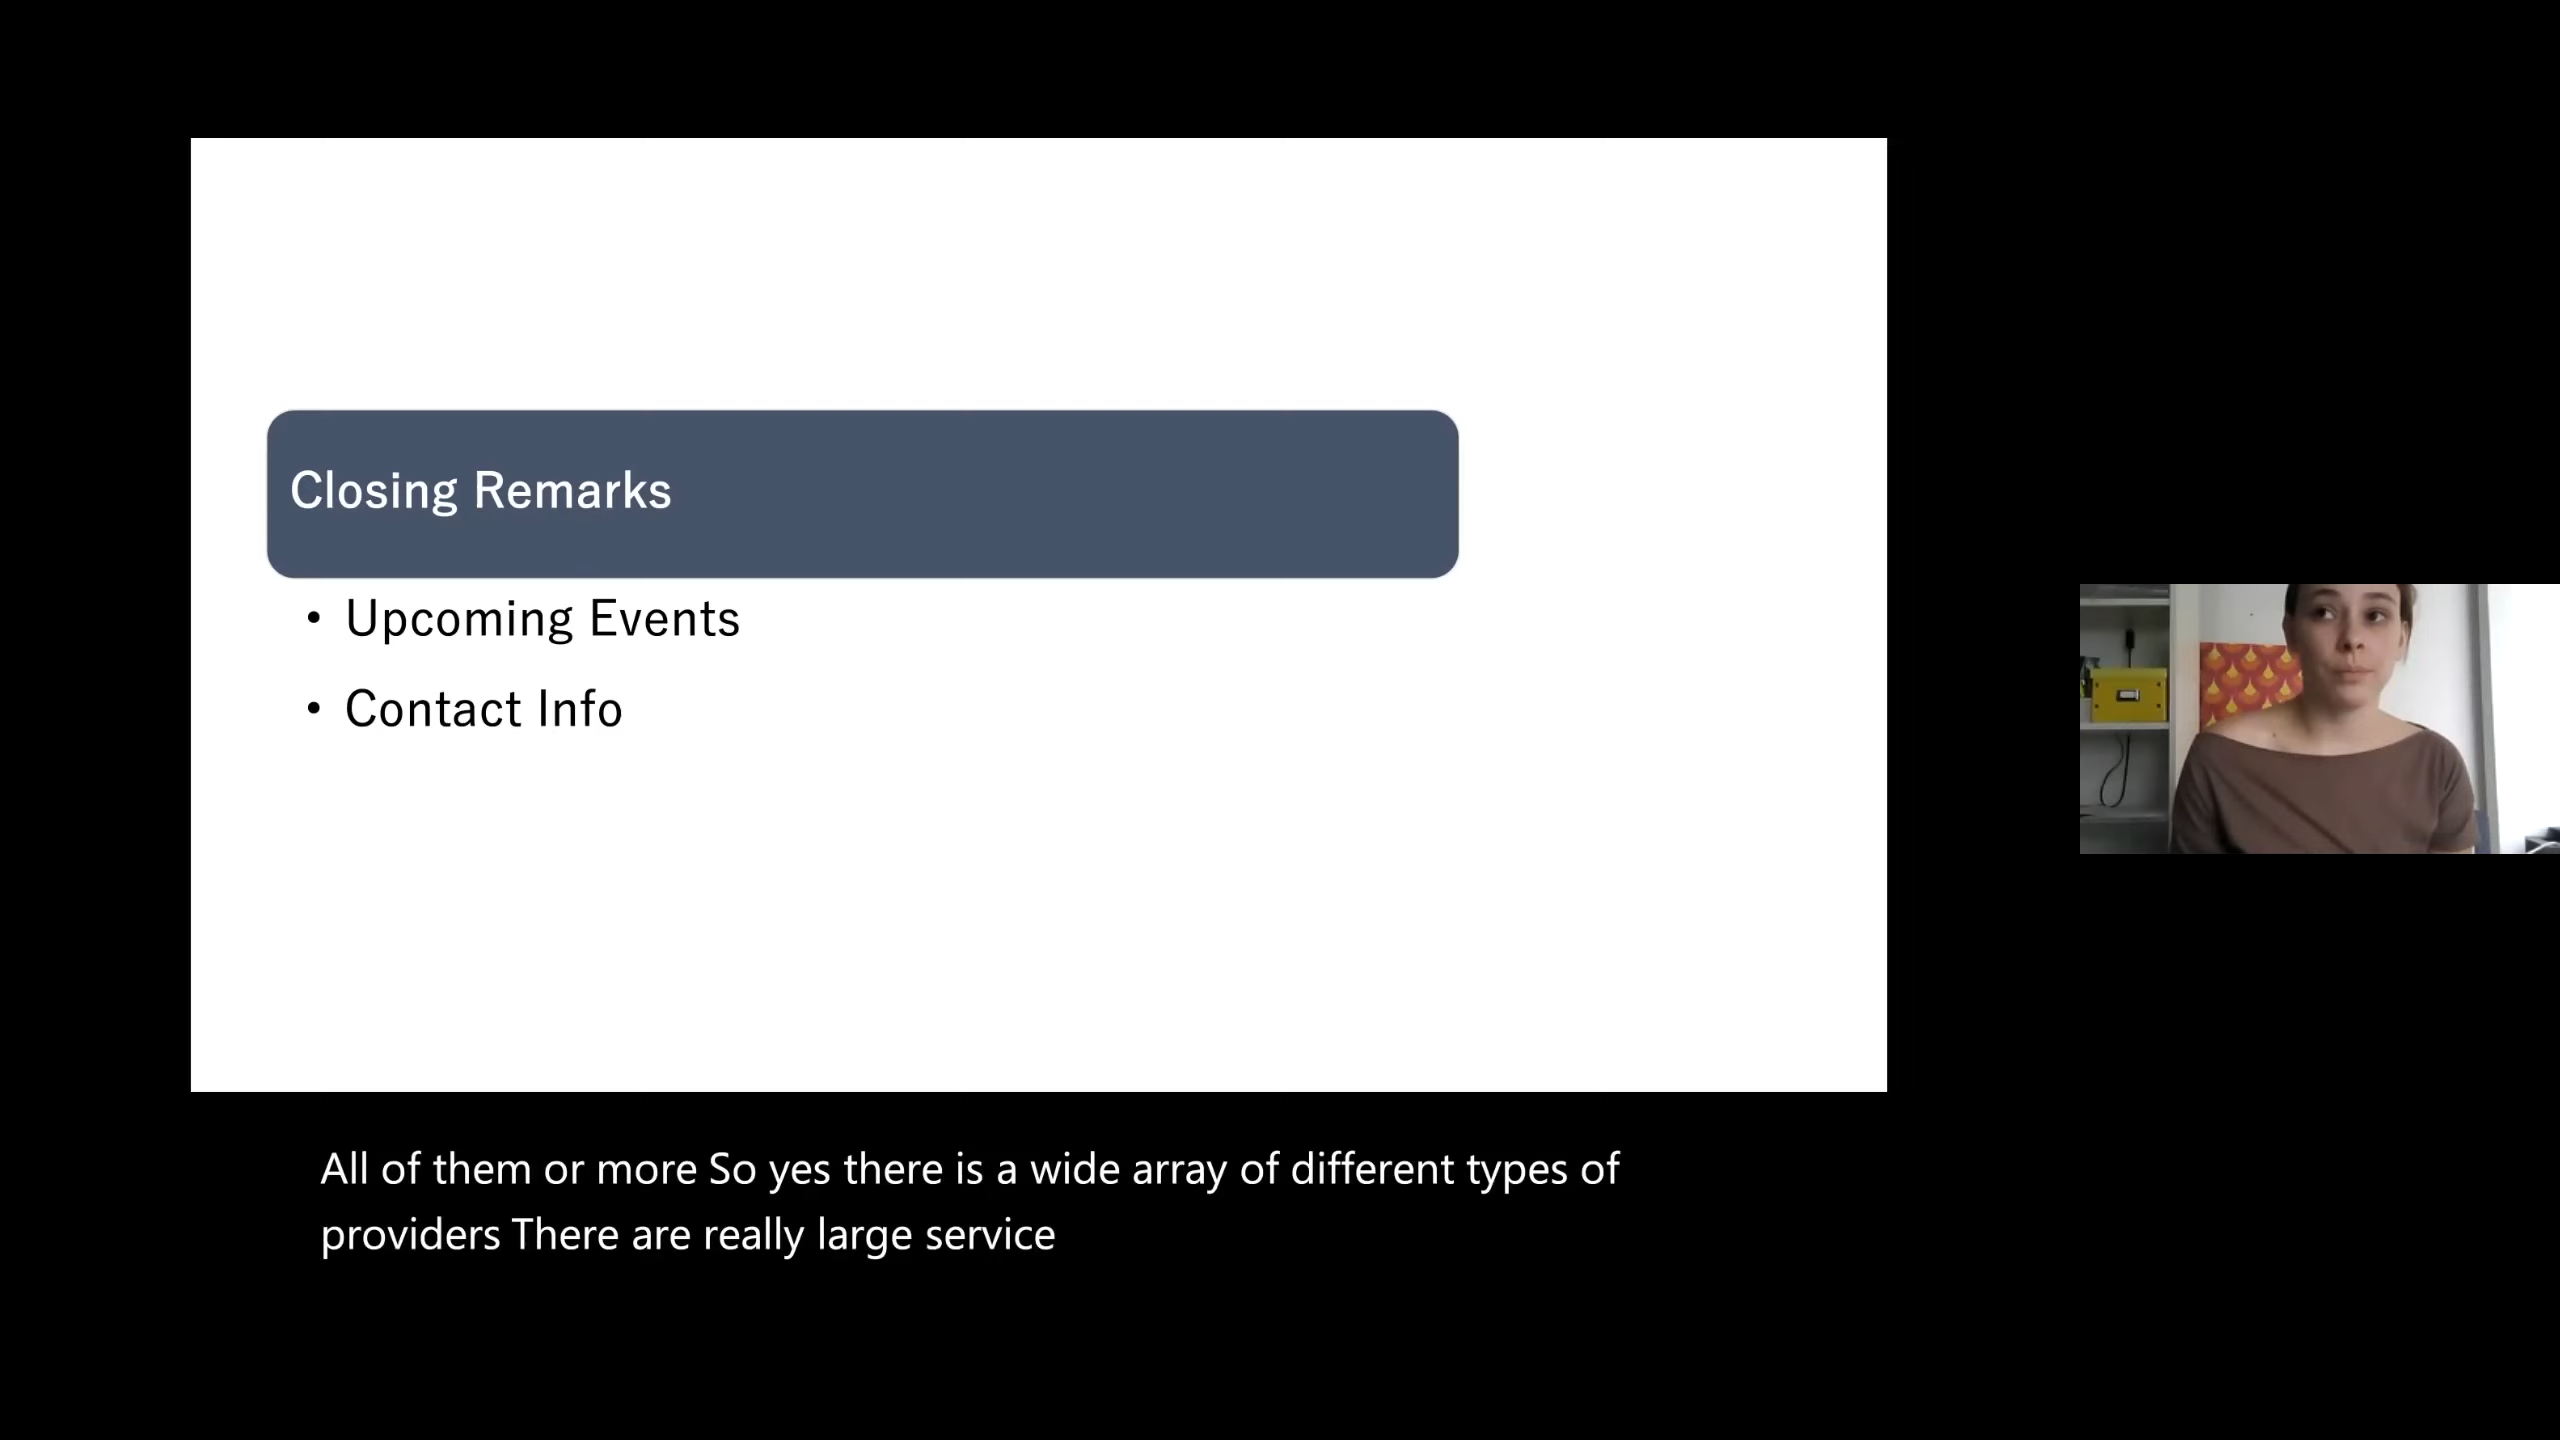 Closing Remarks
• Upcoming Events
• Contact Info
All of them or more So yes there is a wide array of different types of
providers There are really large service